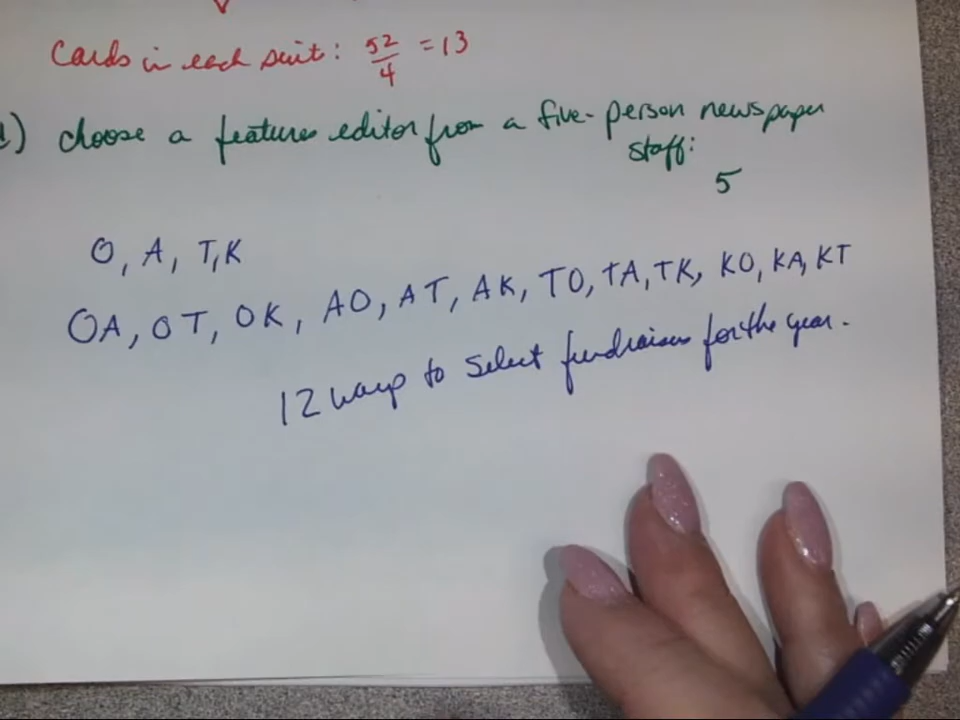 Cards in each suit: 52/4 = 13
) choose a features editor from a five-person newspaper
staff:
5
O, A, T, K
OA, OT, OK, AO, AT, AK, TO, TA, TK, KO, KA, KT
12 ways to select fundraisers for the year.